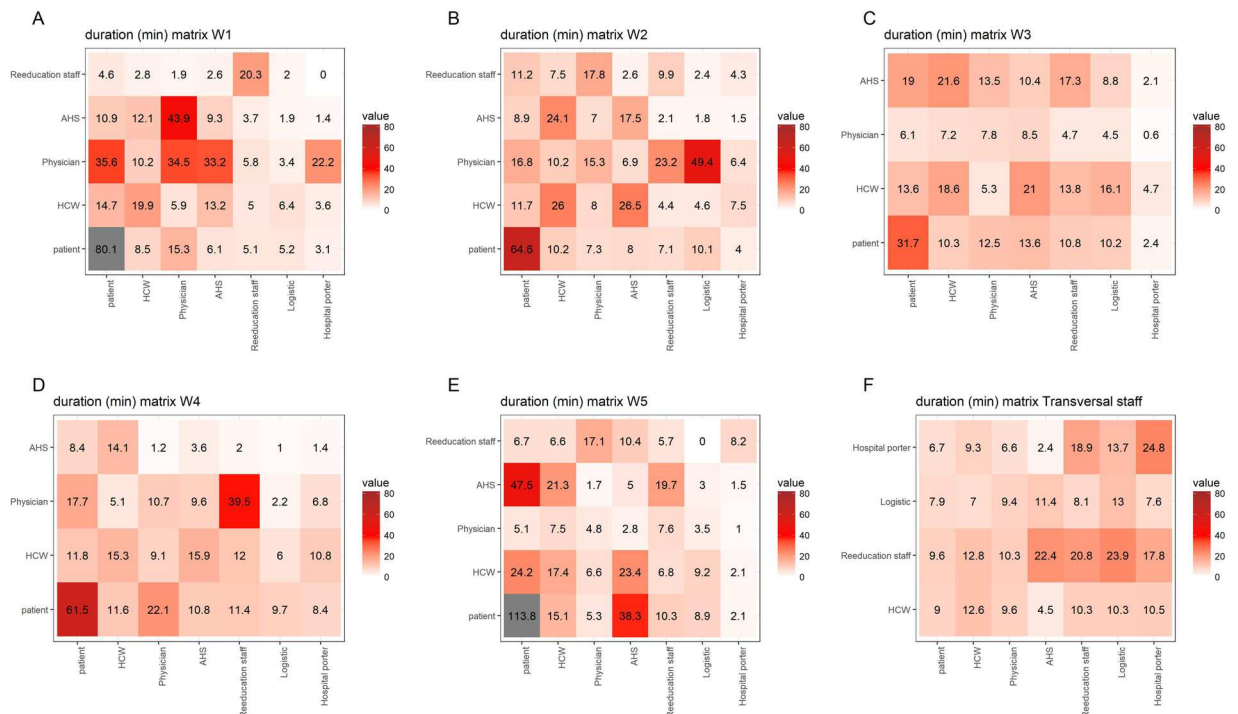 A
duration (min) matrix W1
Reeducation staff 4.6 2.8 1.9 2.6 20.3 2 0
AHS 10.9 12.1 43.9 9.3 3.7 1.9 1.4
Physician 35.6 10.2 34.5 33.2 5.8 3.4 22.2
HCW 14.7 19.9 5.9 13.2 5 6.4 3.6
patient 80.1 8.5 15.3 6.1 5.1 5.2 3.1
patient HCW Physician AHS Reeducation staff Logistic Hospital porter
value
80
60
40
20
0
B
duration (min) matrix W2
Reeducation staff 11.2 7.5 17.8 2.6 9.9 2.4 4.3
AHS 8.9 24.1 7 17.5 2.1 1.8 1.5
Physician 16.8 10.2 15.3 6.9 23.2 49.4 6.4
HCW 11.7 26 8 26.5 4.4 4.6 7.5
patient 64.6 10.2 7.3 8 7.1 10.1 4
patient HCW Physician AHS Reeducation staff Logistic Hospital porter
value
80
60
40
20
0
C
duration (min) matrix W3
AHS 19 21.6 13.5 10.4 17.3 8.8 2.1
Physician 6.1 7.2 7.8 8.5 4.7 4.5 0.6
HCW 13.6 18.6 5.3 21 13.8 16.1 4.7
patient 31.7 10.3 12.5 13.6 10.8 10.2 2.4
patient HCW Physician AHS Reeducation staff Logistic Hospital porter
value
80
60
40
20
0
D
duration (min) matrix W4
AHS 8.4 14.1 1.2 3.6 2 1 1.4
Physician 17.7 5.1 10.7 9.6 39.5 2.2 6.8
HCW 11.8 15.3 9.1 15.9 12 6 10.8
patient 61.5 11.6 22.1 10.8 11.4 9.7 8.4
patient HCW Physician AHS Reeducation staff Logistic Hospital porter
value
80
60
40
20
0
E
duration (min) matrix W5
Reeducation staff 6.7 6.6 17.1 10.4 5.7 0 8.2
AHS 47.5 21.3 1.7 5 19.7 3 1.5
Physician 5.1 7.5 4.8 2.8 7.6 3.5 1
HCW 24.2 17.4 6.6 23.4 6.8 9.2 2.1
patient 113.8 15.1 5.3 38.3 10.3 8.9 2.1
patient HCW Physician AHS Reeducation staff Logistic Hospital porter
value
80
60
40
20
0
F
duration (min) matrix Transversal staff
Hospital porter 6.7 9.3 6.6 2.4 18.9 13.7 24.8
Logistic 7.9 7 9.4 11.4 8.1 13 7.6
Reeducation staff 9.6 12.8 10.3 22.4 20.8 23.9 17.8
HCW 9 12.6 9.6 4.5 10.3 10.3 10.5
patient HCW Physician AHS Reeducation staff Logistic Hospital porter
value
80
60
40
20
0